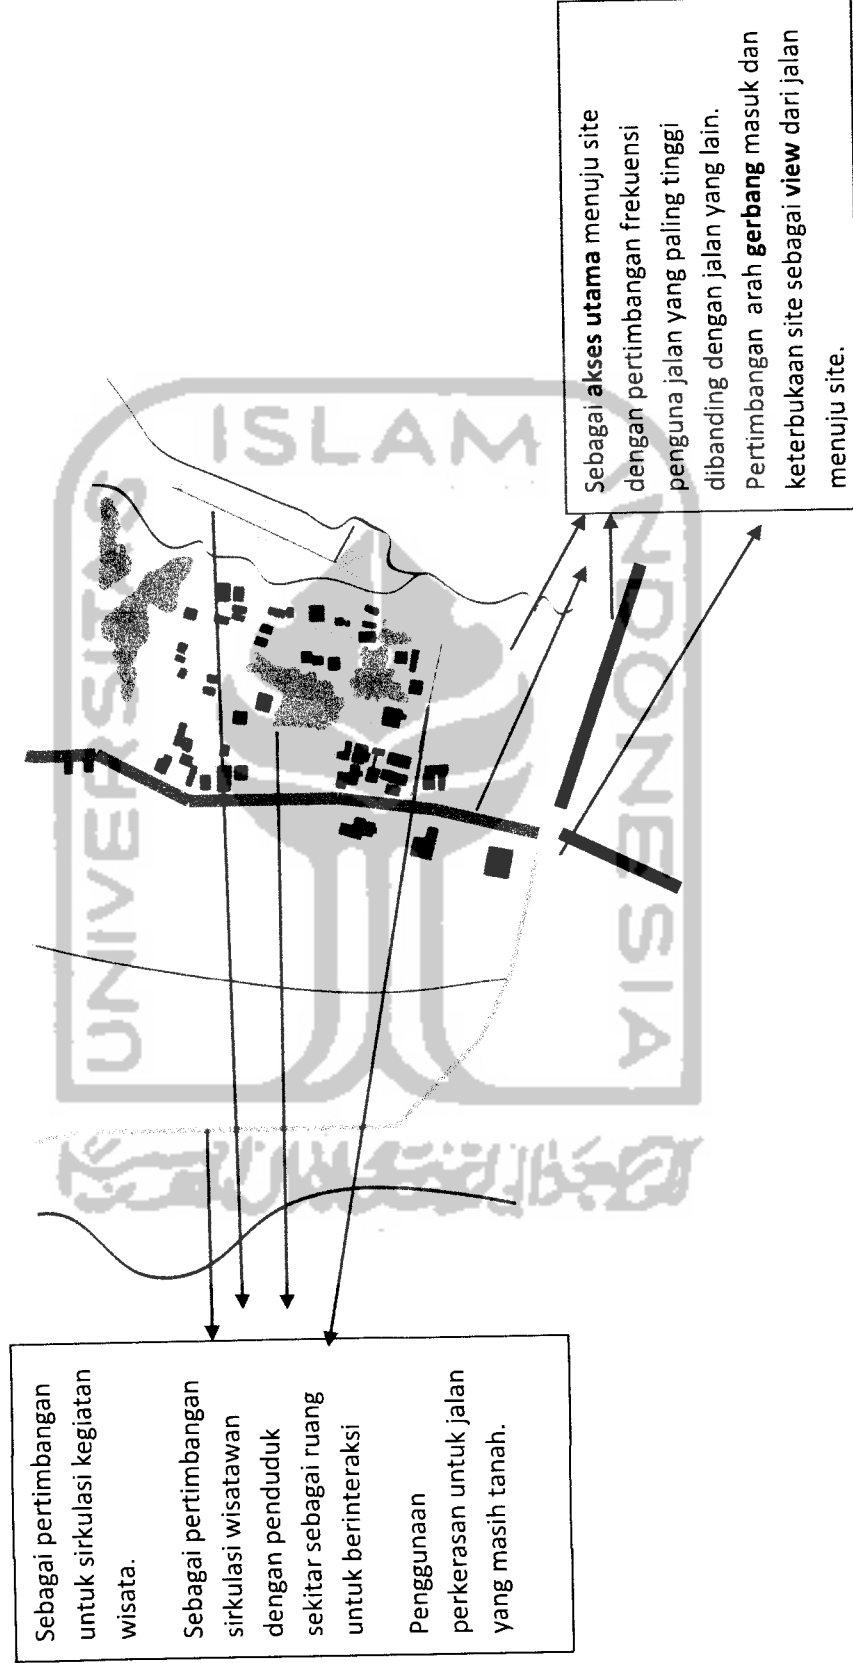 Sebagai pertimbangan
untuk sirkulasi kegiatan
wisata.
Sebagai pertimbangan
sirkulasi wisatawan
dengan penduduk
sekitar sebagai ruang
untuk berinteraksi
Penggunaan
perkerasan untuk jalan
yang masih tanah.
Sebagai akses utama menuju site
dengan pertimbangan frekuensi
penguna jalan yang paling tinggi
dibanding dengan jalan yang lain.
Pertimbangan arah gerbang masuk dan
keterbukaan site sebagai view dari jalan
menuju site.
UNIVERSITAS
ISLAM
INDONESIA